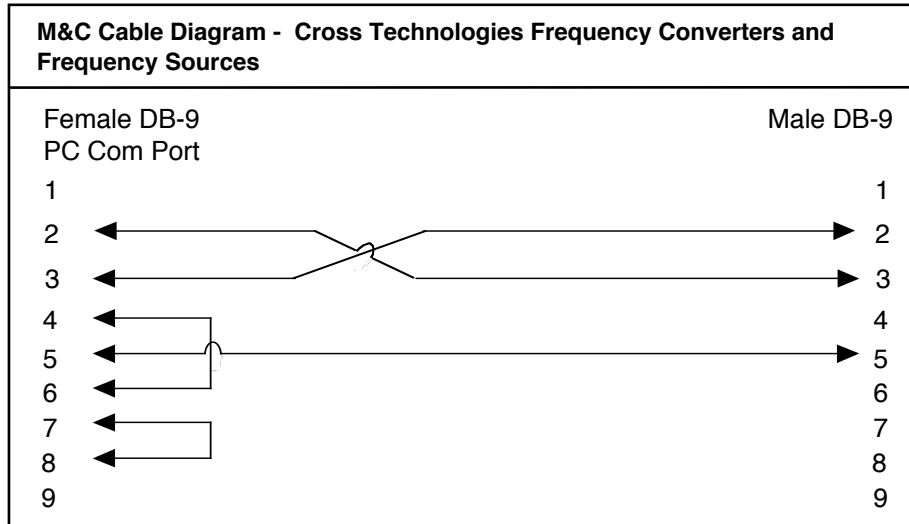 M&C Cable Diagram - Cross Technologies Frequency Converters and
Frequency Sources
Female DB-9 Male DB-9
PC Com Port
1 1
2 2
3 3
4 4
5 5
6 6
7 7
8 8
9 9